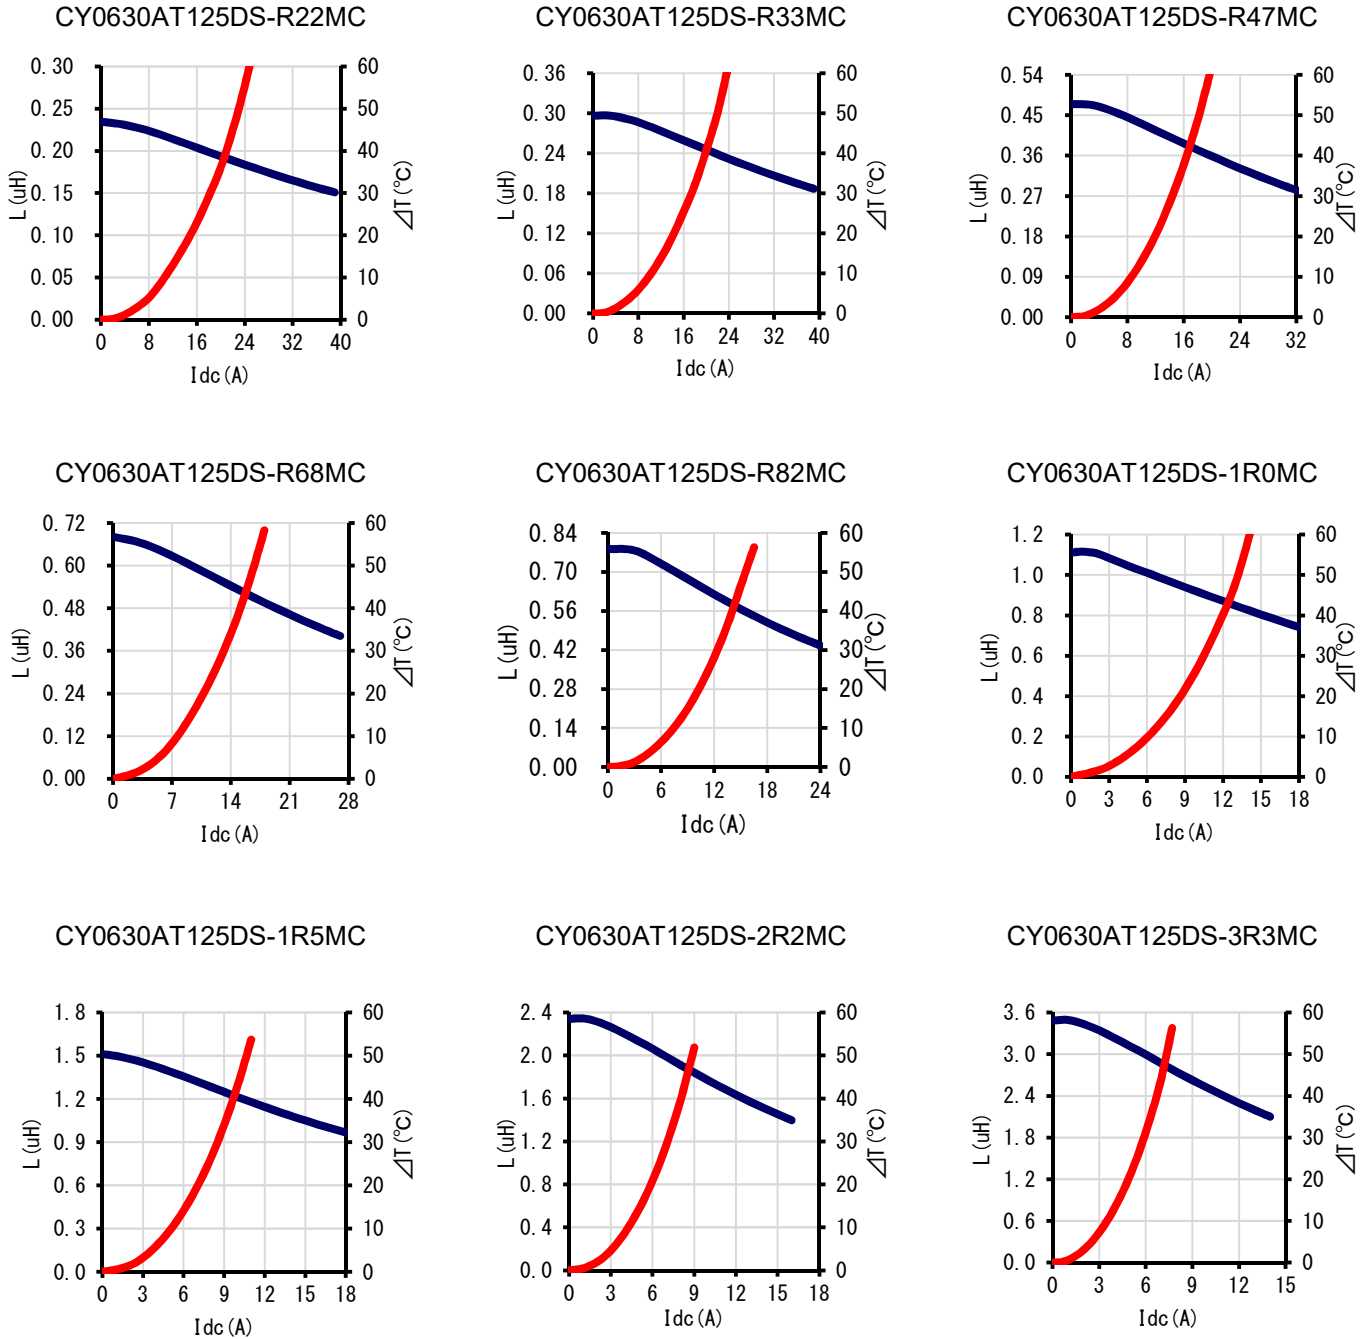 CY0630AT125DS-R22MC
CY0630AT125DS-R33MC
CY0630AT125DS-R47MC
0.30
0.25
0.20
0.15
0.10
0.05
0.00
L(uH)
60
50
40
30
20
10
0
⊿T(℃)
0 8 16 24 32 40
Idc(A)
0.36
0.30
0.24
0.18
0.12
0.06
0.00
L(uH)
60
50
40
30
20
10
0
⊿T(℃)
0 8 16 24 32 40
Idc(A)
0.54
0.45
0.36
0.27
0.18
0.09
0.00
L(uH)
60
50
40
30
20
10
0
⊿T(℃)
0 8 16 24 32
Idc(A)
CY0630AT125DS-R68MC
CY0630AT125DS-R82MC
CY0630AT125DS-1R0MC
0.72
0.60
0.48
0.36
0.24
0.12
0.00
L(uH)
60
50
40
30
20
10
0
⊿T(℃)
0 7 14 21 28
Idc(A)
0.84
0.70
0.56
0.42
0.28
0.14
0.00
L(uH)
60
50
40
30
20
10
0
⊿T(℃)
0 6 12 18 24
Idc(A)
1.2
1.0
0.8
0.6
0.4
0.2
0.0
L(uH)
60
50
40
30
20
10
0
⊿T(℃)
0 3 6 9 12 15 18
Idc(A)
CY0630AT125DS-1R5MC
CY0630AT125DS-2R2MC
CY0630AT125DS-3R3MC
1.8
1.5
1.2
0.9
0.6
0.3
0.0
L(uH)
60
50
40
30
20
10
0
⊿T(℃)
0 3 6 9 12 15 18
Idc(A)
2.4
2.0
1.6
1.2
0.8
0.4
0.0
L(uH)
60
50
40
30
20
10
0
⊿T(℃)
0 3 6 9 12 15 18
Idc(A)
3.6
3.0
2.4
1.8
1.2
0.6
0.0
L(uH)
60
50
40
30
20
10
0
⊿T(℃)
0 3 6 9 12 15
Idc(A)